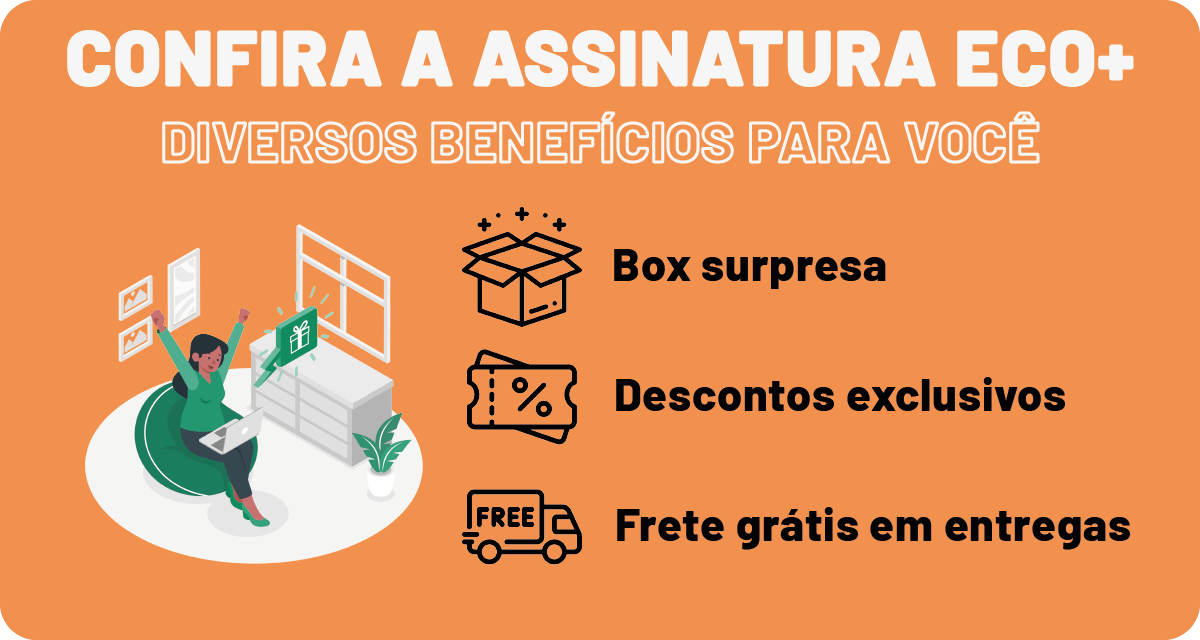 CONFIRA A ASSINATURA ECO+
DIVERSOS BENEFÍCIOS PARA VOCÊ
Box surpresa
%
Descontos exclusivos
FREE
Frete grátis em entregas